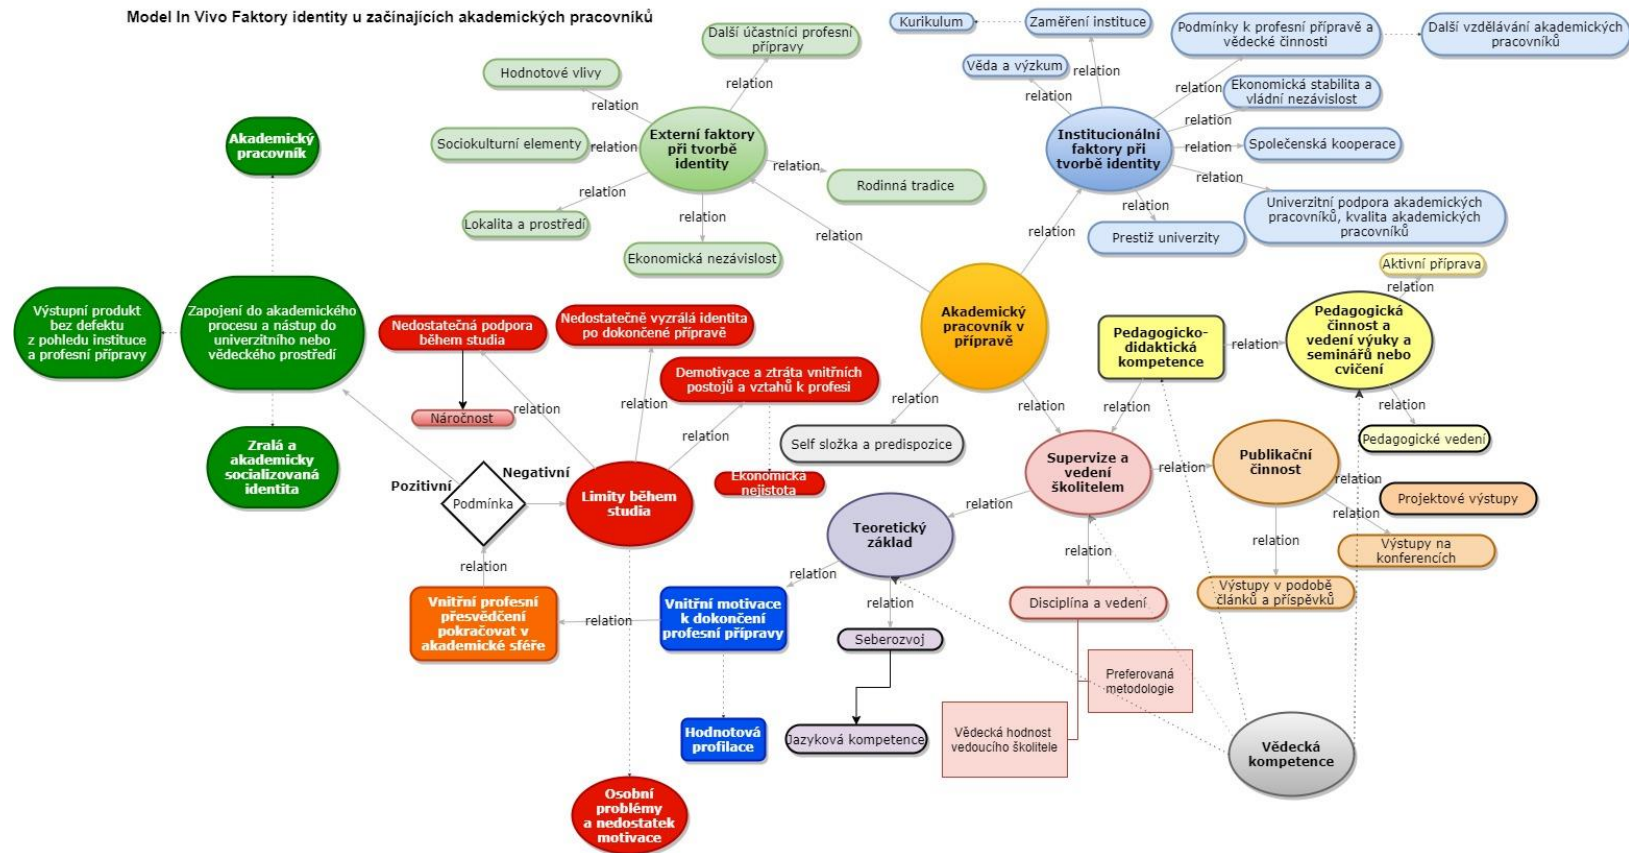 Model In Vivo Faktory identity u začínajících akademických pracovníků
Další účastníci profesní
přípravy
Hodnotové vlivy
relation
relation
Sociokulturní elementy
relation
Externí faktory
při tvorbě
identity
relation
Rodinná tradice
relation
Lokalita a prostředí
relation
Ekonomická nezávislost
relation
Kurikulum
Zaměření instituce
Věda a výzkum
relation
relation
Podmínky k profesní přípravě a
vědecké činnosti
Další vzdělávání akademických
pracovníků
relation
Ekonomická stabilita a
vládní nezávislost
relation
Institucionální
faktory při
tvorbě identity
relation
Společenská kooperace
relation
Univerzitní podpora akademických
pracovníků, kvalita akademických
pracovníků
relation
Prestiž univerzity
relation
Akademický
pracovník
Výstupní produkt
bez defektu
z pohledu instituce
a profesní přípravy
Zapojení do akademického
procesu a nástup do
univerzitního nebo
vědeckého prostředí
Zralá a
akademicky
socializovaná
identita
Nedostatečná podpora
během studia
Náročnost
relation
Nedostatečně vyzrálá identita
po dokončené přípravě
relation
Demotivace a ztráta vnitřních
postojů a vztahů k profesi
relation
Ekonomická
nejistota
relation
Pozitivní
Negativní
Podmínka
Limity během
studia
relation
Vnitřní profesní
přesvědčení
pokračovat v
akademické sféře
relation
Vnitřní motivace
k dokončení
profesní přípravy
Hodnotová
profilace
Osobní
problémy
a nedostatek
motivace
Akademický
pracovník v
přípravě
relation
Self složka a predispozice
relation
Pedagogicko-
didaktická
kompetence
relation
relation
Aktivní příprava
relation
Pedagogická
činnost a
vedení výuky a
seminářů nebo
cvičení
relation
Pedagogické vedení
Supervize a
vedení
školitelem
relation
Publikační
činnost
relation
Projektové výstupy
relation
Výstupy na
konferencích
relation
Výstupy v podobě
článků a příspěvků
relation
Teoretický
základ
relation
relation
Seberozvoj
Jazyková kompetence
relation
Disciplína a vedení
Preferovaná
metodologie
Vědecká hodnost
vedoucího školitele
Vědecká
kompetence